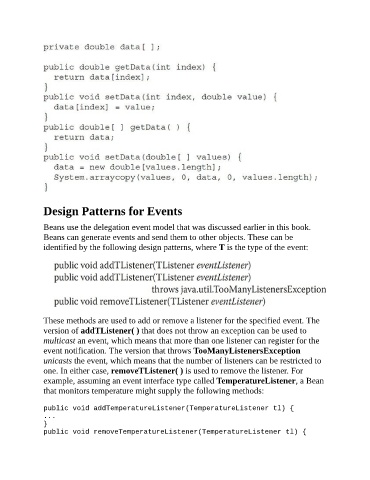 private double data[ ];
public double getData(int index) {
return data[index];
}
public void setData(int index, double value) {
data[index] = value;
}
public double[ ] getData( ) {
return data;
}
public void setData(double[ ] values) {
data = new double[values.length];
System.arraycopy(values, 0, data, 0, values.length);
}
Design Patterns for Events
Beans use the delegation event model that was discussed earlier in this book.
Beans can generate events and send them to other objects. These can be
identified by the following design patterns, where T is the type of the event:
public void addTListener(TListener eventListener)
public void addTListener(TListener eventListener)
throws java.util.TooManyListenersException
public void removeTListener(TListener eventListener)
These methods are used to add or remove a listener for the specified event. The
version of addTListener( ) that does not throw an exception can be used to
multicast an event, which means that more than one listener can register for the
event notification. The version that throws TooManyListenersException
unicasts the event, which means that the number of listeners can be restricted to
one. In either case, removeTListener( ) is used to remove the listener. For
example, assuming an event interface type called TemperatureListener, a Bean
that monitors temperature might supply the following methods:
public void addTemperatureListener(TemperatureListener tl) {
...
}
public void removeTemperatureListener(TemperatureListener tl) {